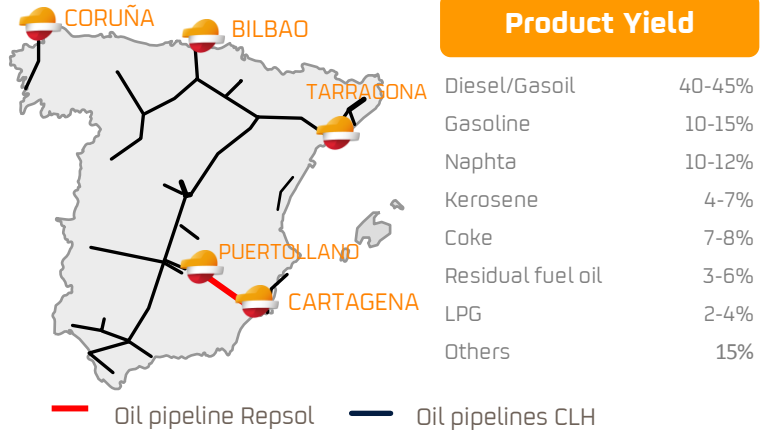 CORUÑA
BILBAO
TARRAGONA
PUERTOLLANO
CARTAGENA
Oil pipeline Repsol
Oil pipelines CLH
Product Yield
Diesel/Gasoil 40-45%
Gasoline 10-15%
Naphta 10-12%
Kerosene 4-7%
Coke 7-8%
Residual fuel oil 3-6%
LPG 2-4%
Others 15%